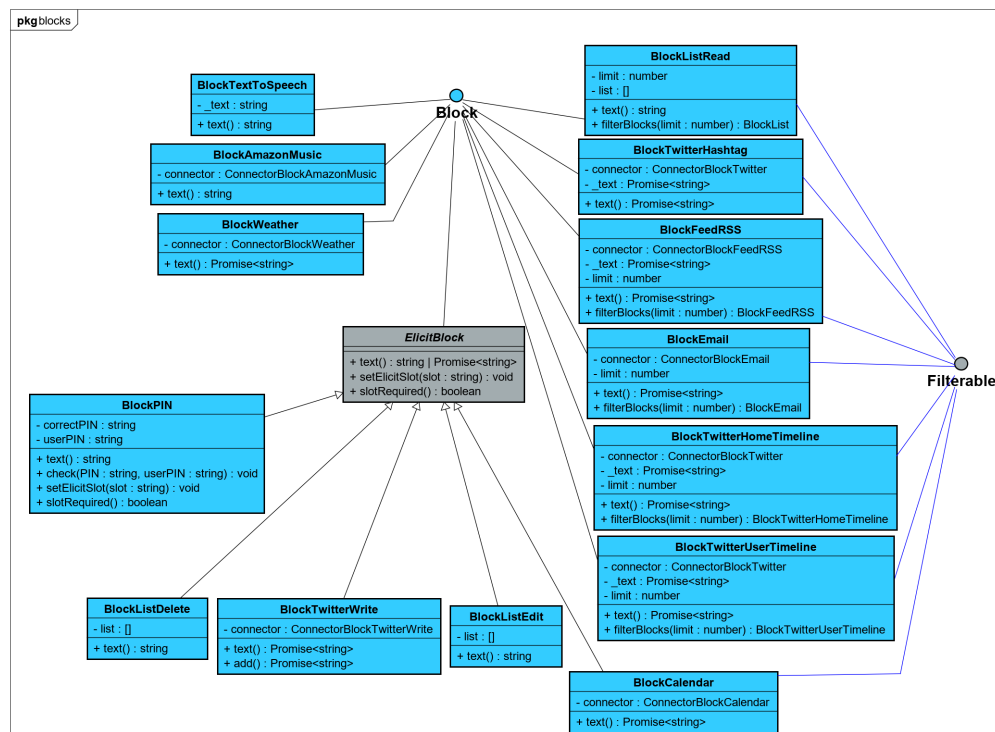 pkg blocks
BlockTextToSpeech
- _text : string
+ text() : string
BlockAmazonMusic
- connector : ConnectorBlockAmazonMusic
+ text() : string
BlockWeather
- connector : ConnectorBlockWeather
+ text() : Promise<string>
Block
BlockListRead
- limit : number
- list : []
+ text() : string
+ filterBlocks(limit : number) : BlockList
BlockTwitterHashtag
- connector : ConnectorBlockTwitter
- _text : Promise<string>
+ text() : Promise<string>
BlockFeedRSS
- connector : ConnectorBlockFeedRSS
- _text : Promise<string>
- limit : number
+ text() : Promise<string>
+ filterBlocks(limit : number) : BlockFeedRSS
ElicitBlock
+ text() : string | Promise<string>
+ setElicitSlot(slot : string) : void
+ slotRequired() : boolean
BlockEmail
- connector : ConnectorBlockEmail
- limit : number
+ text() : Promise<string>
+ filterBlocks(limit : number) : BlockEmail
Filterable
BlockPIN
- correctPIN : string
- userPIN : string
+ text() : string
+ check(PIN : string, userPIN : string) : void
+ setElicitSlot(slot : string) : void
+ slotRequired() : boolean
BlockTwitterHomeTimeline
- connector : ConnectorBlockTwitter
- _text : Promise<string>
- limit : number
+ text() : Promise<string>
+ filterBlocks(limit : number) : BlockTwitterHomeTimeline
BlockTwitterUserTimeline
- connector : ConnectorBlockTwitter
- _text : Promise<string>
- limit : number
+ text() : Promise<string>
+ filterBlocks(limit : number) : BlockTwitterUserTimeline
BlockListDelete
- list : []
+ text() : string
BlockTwitterWrite
- connector : ConnectorBlockTwitterWrite
+ text() : Promise<string>
+ add() : Promise<string>
BlockListEdit
- list : []
+ text() : string
BlockCalendar
- connector : ConnectorBlockCalendar
+ text() : Promise<string>